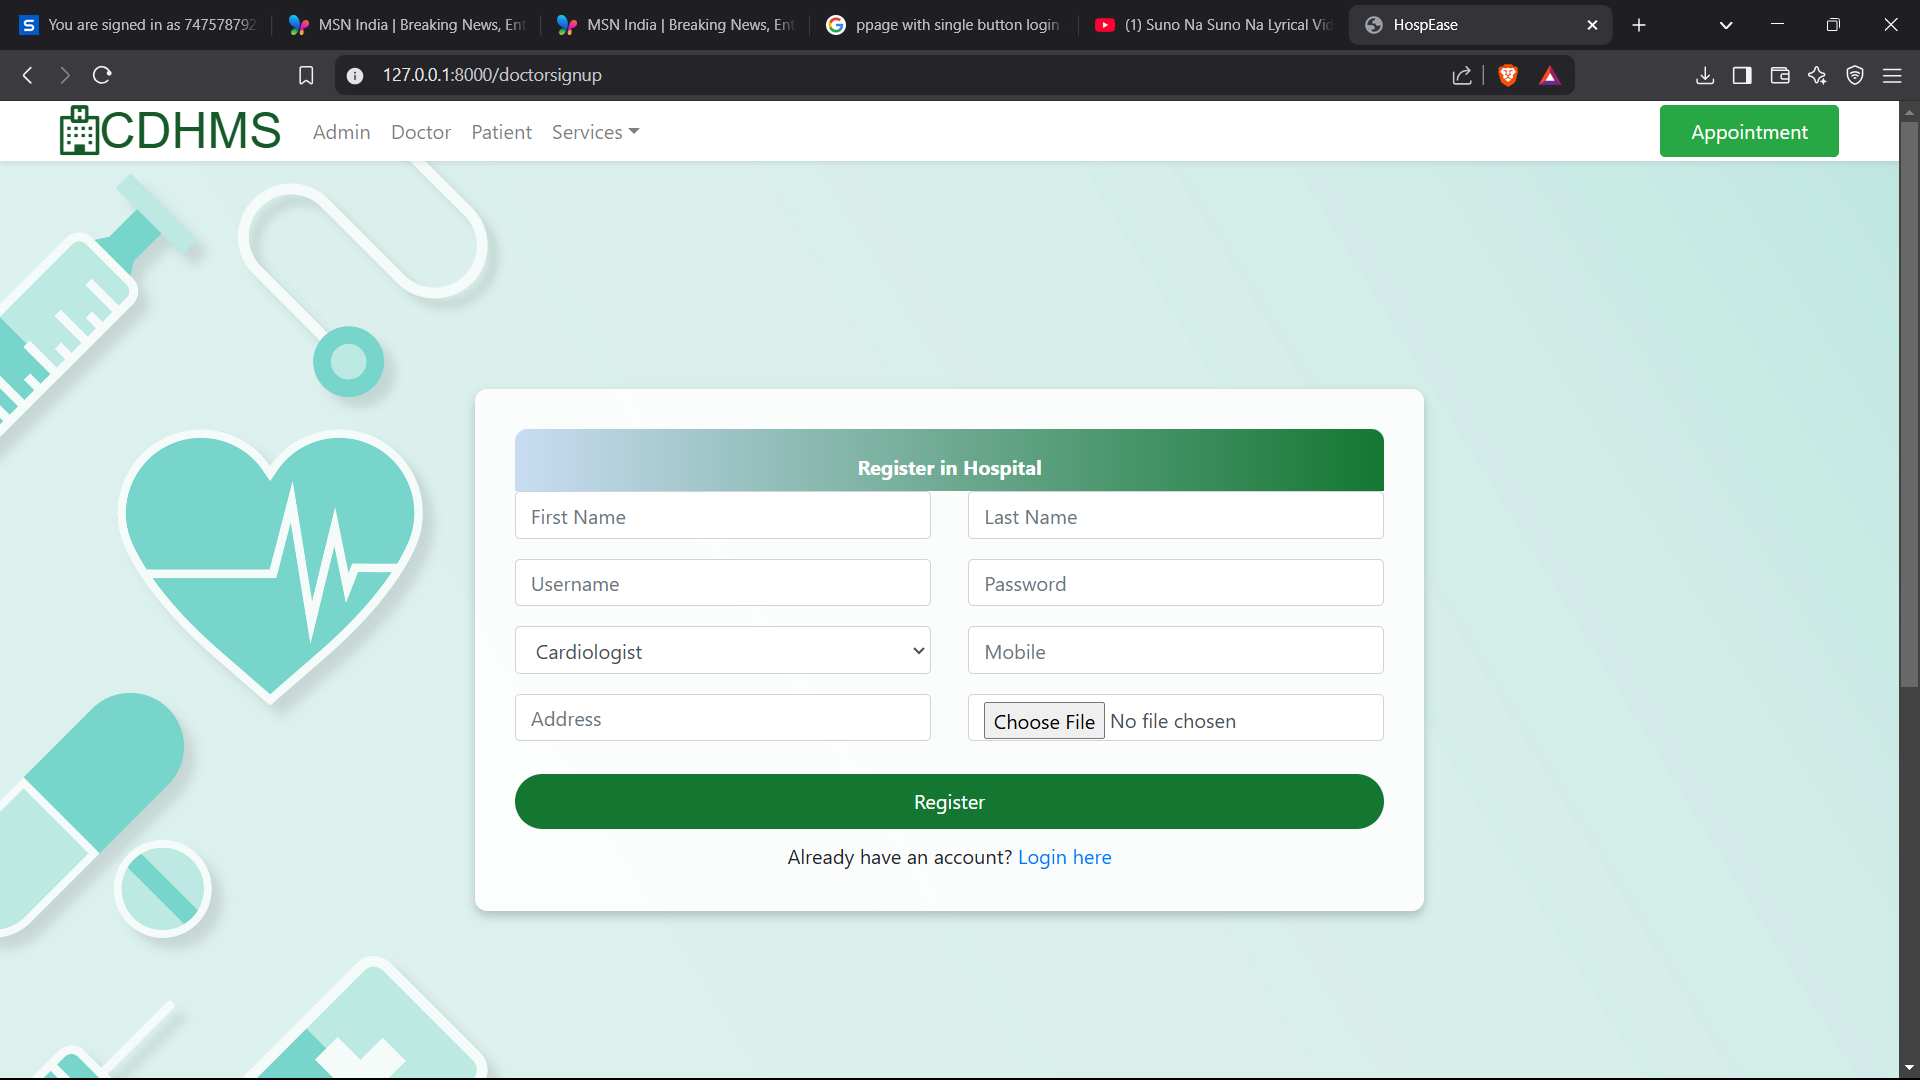 You are signed in as 747578792
MSN India | Breaking News, Ent
MSN India | Breaking News, Ent
ppage with single button login
(1) Suno Na Suno Na Lyrical Vid
HospEase
127.0.0.1:8000/doctorsignup
CDHMS Admin Doctor Patient Services Appointment
Register in Hospital
First Name Last Name
Username Password
Cardiologist Mobile
Address Choose File No file chosen
Register
Already have an account? Login here